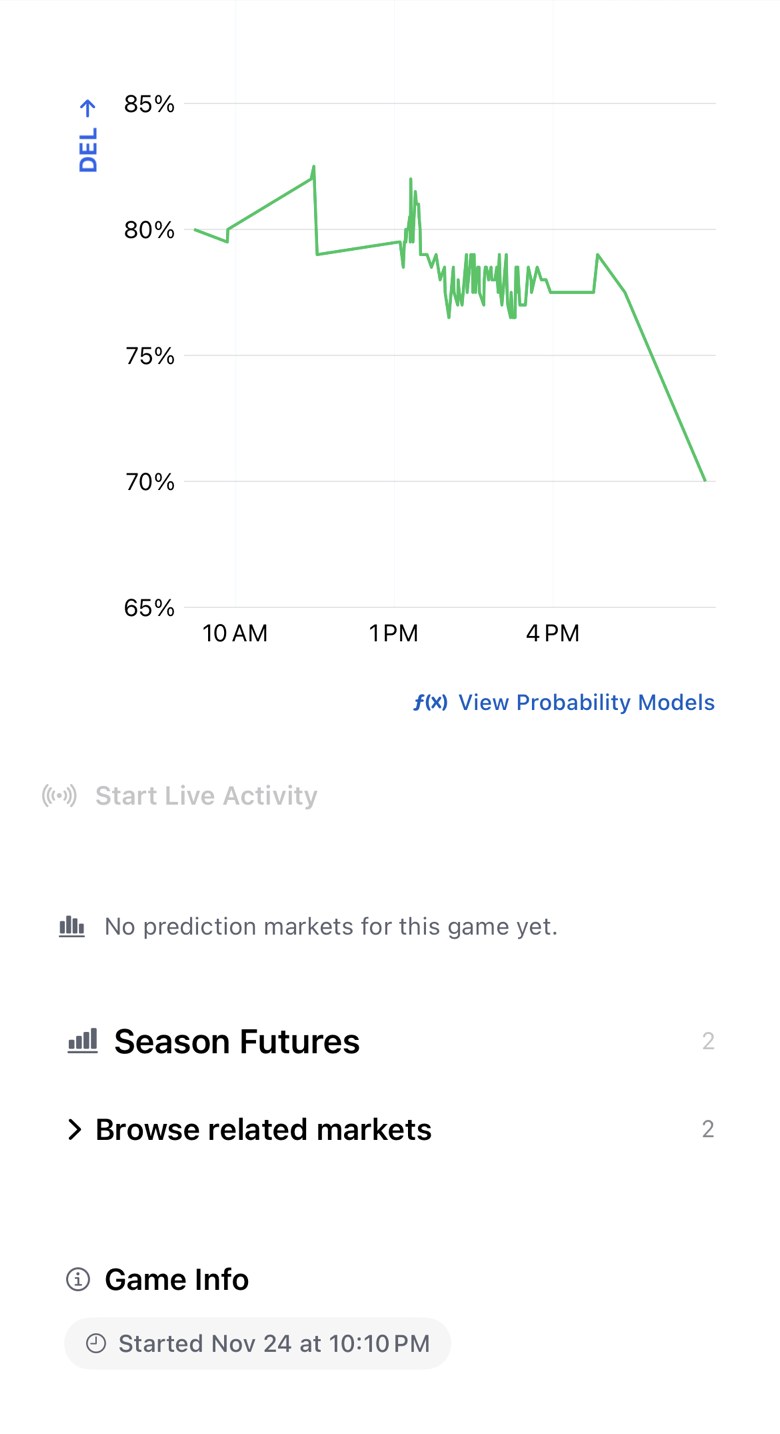 DEL →
85%
80%
75%
70%
65%
10 AM 1 PM 4 PM
f(x) View Probability Models
Start Live Activity
No prediction markets for this game yet.
Season Futures 2
Browse related markets 2
Game Info
Started Nov 24 at 10:10 PM